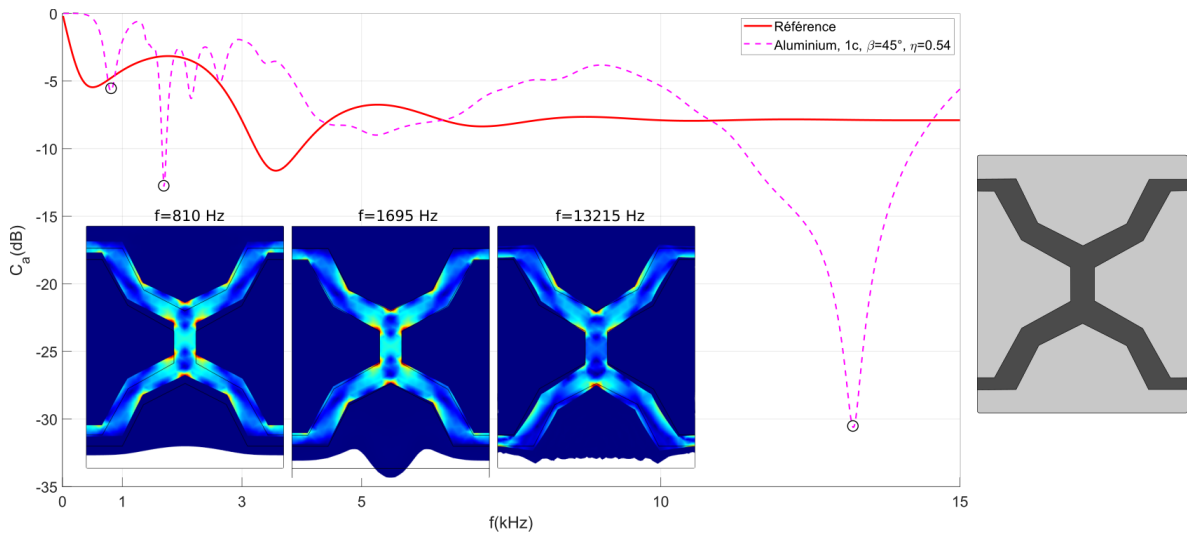 Référence
Aluminium, 1c, β=45°, η=0.54
0
-5
-10
-15
-20
-25
-30
-35
C_a(dB)
f=810 Hz
f=1695 Hz
f=13215 Hz
0
1
3
5
10
15
f(kHz)